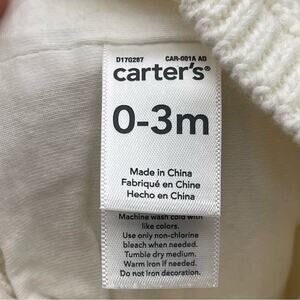 D17G287 CAR-001A AD
carter's®
0-3m
Made in China
Fabriqué en Chine
Hecho en China
Machine wash cold with
like colors.
Use only non-chlorine
bleach when needed.
Tumble dry medium.
Warm iron if needed.
Do not iron decoration.